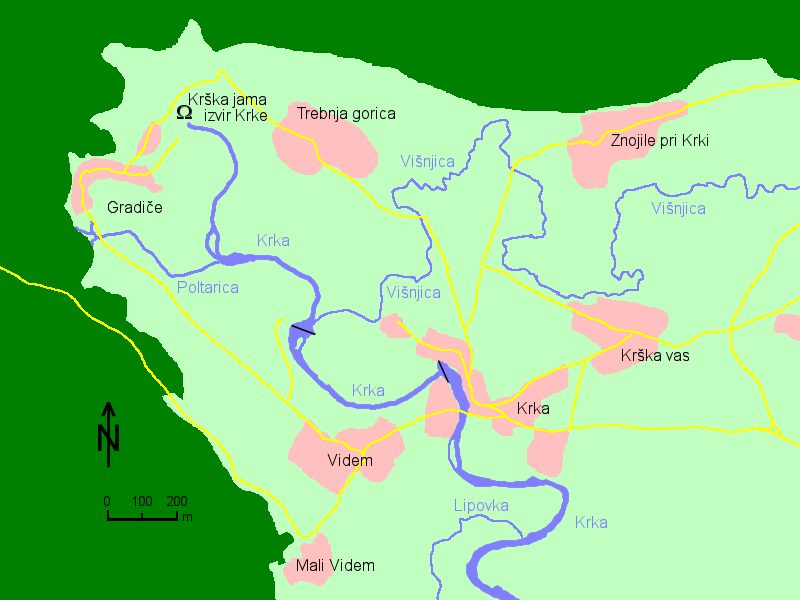 Krška jama
Ω izvir Krke
Trebnja gorica
Znojile pri Krki
Višnjica
Gradiče
Višnjica
Krka
Poltarica
Višnjica
Krška vas
Krka
Krka
N
Videm
0 100 200
m
Lipovka
Krka
Mali Videm